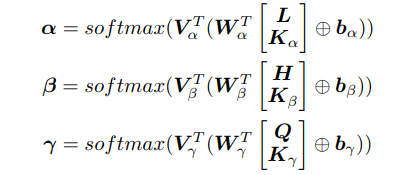 α = softmax(V_α^T(W_α^T [L K_α] ⊕ b_α))
β = softmax(V_β^T(W_β^T [H K_β] ⊕ b_β))
γ = softmax(V_γ^T(W_γ^T [Q K_γ] ⊕ b_γ))